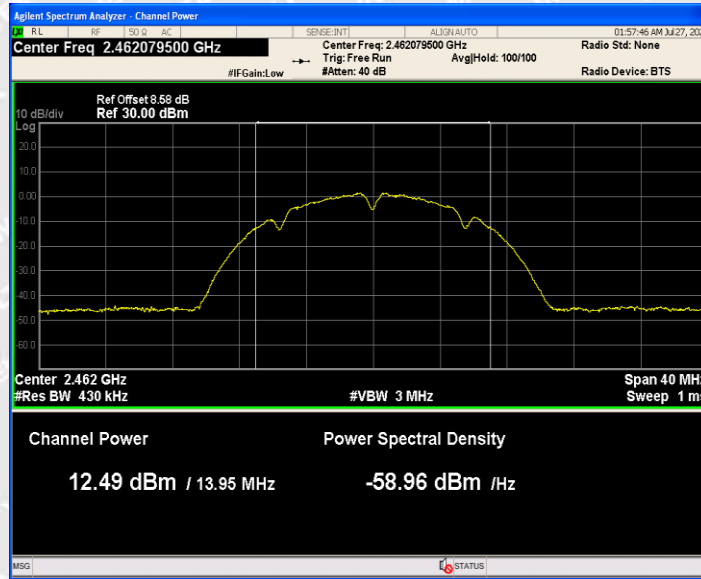 Agilent Spectrum Analyzer - Channel Power
RL RF 50 Ω AC SENSE:INT ALIGN AUTO 01:57:46 AM Jul 27, 202
Center Freq 2.462079500 GHz
Center Freq: 2.462079500 GHz
Radio Std: None
Trig: Free Run Avg|Hold: 100/100
#IFGain:Low #Atten: 40 dB Radio Device: BTS
Ref Offset 8.58 dB
10 dB/div Ref 30.00 dBm
Log
20.0
10.0
0.00
-10.0
-20.0
-30.0
-40.0
-50.0
-60.0
Center 2.462 GHz Span 40 MHz
#Res BW 430 kHz #VBW 3 MHz Sweep 1 ms
Channel Power Power Spectral Density
12.49 dBm / 13.95 MHz -58.96 dBm /Hz
MSG STATUS